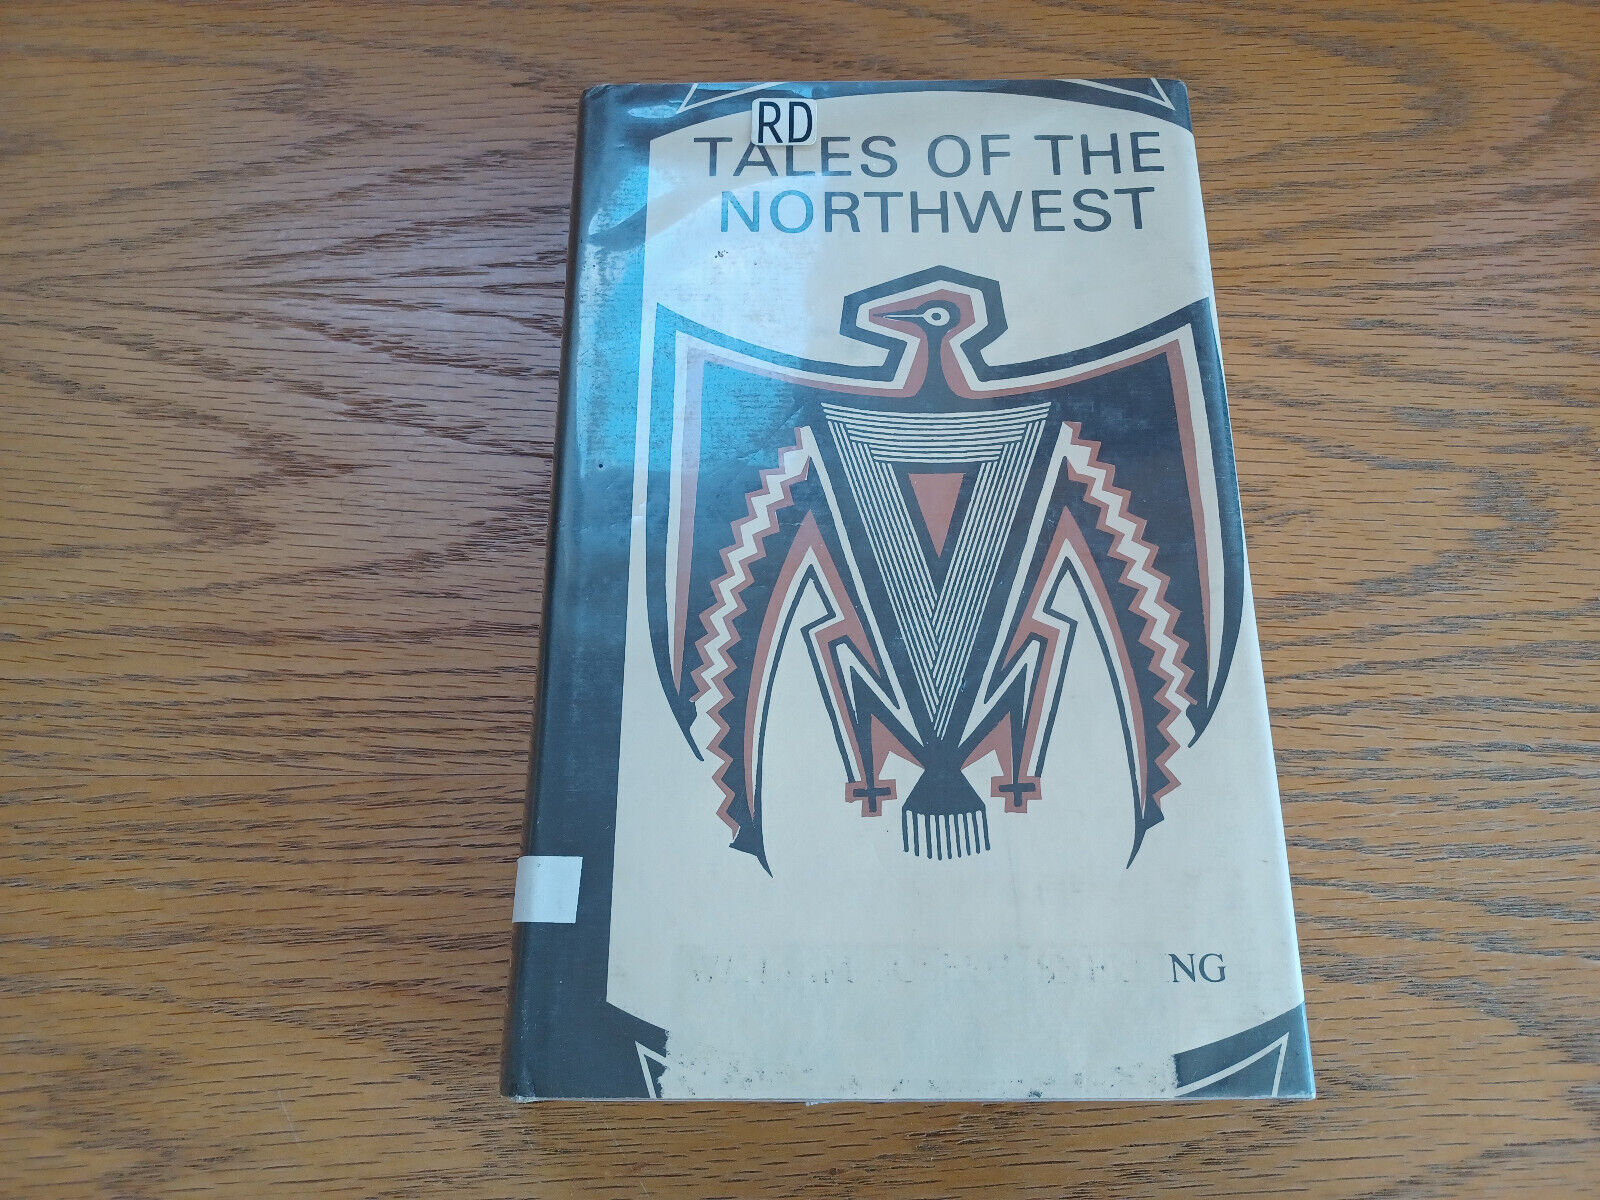 RD
TALES OF THE
NORTHWEST
NG